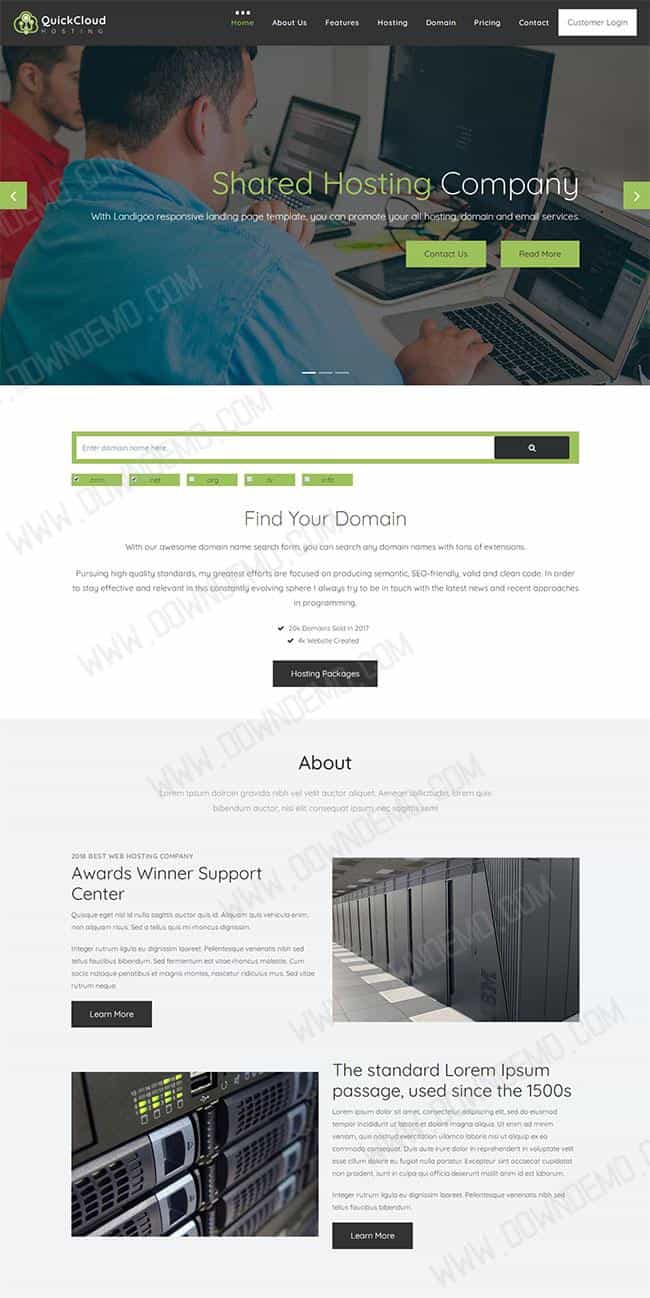 QuickCloud
HOSTING
Home About Us Features Hosting Domain Pricing Contact Customer Login
Shared Hosting Company
With Landigoo responsive landing page template, you can promote your all hosting, domain and email services.
Contact Us Read More
Enter domain name here..
.com .net .org .tv .info
Find Your Domain
With our awesome domain name search form, you can search any domain names with tons of extensions.
Pursuing high quality standards, my greatest efforts are focused on producing semantic, SEO-friendly, valid and clean code. In order
to stay effective and relevant in this constantly evolving sphere I always try to be in touch with the latest news and recent approaches
in programming.
20k Domains Sold in 2017
4k Website Created
Hosting Packages
About
Lorem ipsum dolroin gravida nibh vel velit auctor aliquet. Aenean sollicitudin, lorem quis
bibendum auctor, nisi elit consequat ipsum, nec sagittis sem!
2018 BEST WEB HOSTING COMPANY
Awards Winner Support
Center
Quisque eget nisl id nulla sagittis auctor quis id. Aliquam quis vehicula enim,
non aliquam risus. Sed a tellus quis mi rhoncus dignissim.
Integer rutrum ligula eu dignissim laoreet. Pellentesque venenatis nibh sed
tellus faucibus bibendum. Sed fermentum est vitae rhoncus molestie. Cum
sociis natoque penatibus et magnis montes, nascetur ridiculus mus. Sed vitae
rutrum neque.
Learn More
IBM
The standard Lorem Ipsum
passage, used since the 1500s
Lorem ipsum dolor sit amet, consectetur adipiscing elit, sed do eiusmod
tempor incididunt ut labore et dolore magna aliqua. Ut enim ad minim
veniam, quis nostrud exercitation ullamco laboris nisi ut aliquip ex ea
commodo consequat. Duis aute irure dolor in reprehenderit in voluptate velit
esse cillum dolore eu fugiat nulla pariatur. Excepteur sint occaecat cupidatat
non proident, sunt in culpa qui officia deserunt mollit anim id est laborum.
Integer rutrum ligula eu dignissim laoreet. Pellentesque venenatis nibh sed
tellus faucibus bibendum.
Learn More
WWW.DOWNDEMO.COM